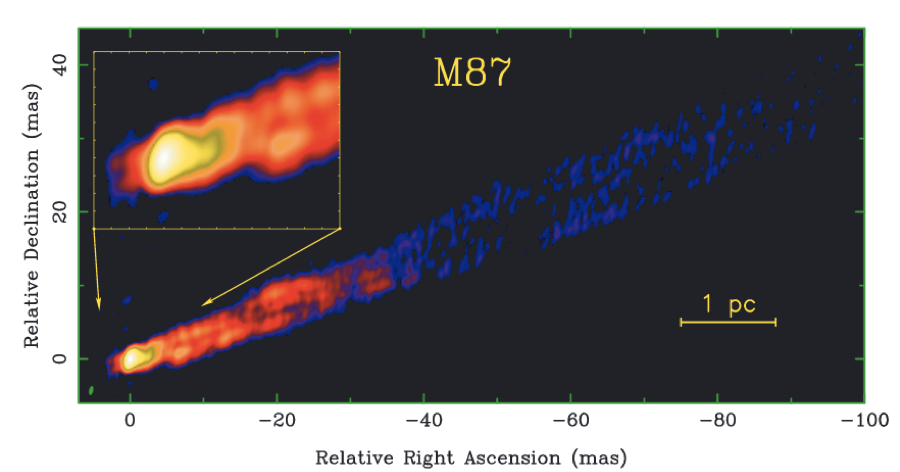 M87
40
20
0
1 pc
0
−20
−40
−60
−80
−100
Relative Declination (mas)
Relative Right Ascension (mas)